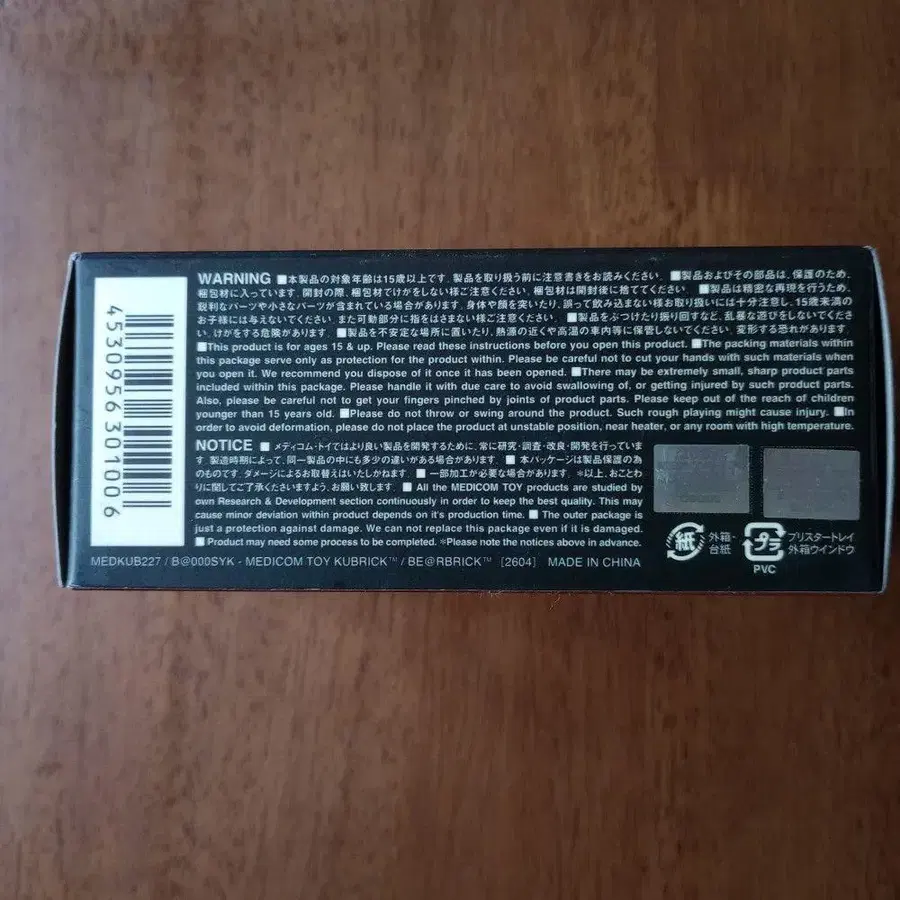 4530956301006
WARNING ■本製品の対象年齢は15歳以上です。製品を取り扱う前に注意書きをお読みください。 ■製品およびその部品は、保護のため、
梱包材に入っています。開封の際、梱包材でけがをしない様ご注意ください。梱包材は開封後に捨ててください。 ■製品は精密な再現を行うため、
鋭利なパーツや小さなパーツが含まれている場合があります。身体や顔を突いたり、誤って飲み込まない様お取り扱いには十分注意し、15歳未満の
お子様には与えないでください。また可動部分に指をはさまない様ご注意ください。 ■製品をぶつけたり振り回すなど、乱暴な遊びをしないでくださ
い。けがをする危険があります。 ■製品を不安定な場所に置いたり、熱源の近くや高温の車内等に保管しないでください。変形する恐れがあります。
■This product is for ages 15 & up. Please read these instructions before you open this product. ■The packing materials within
this package serve only as protection for the product within. Please be careful not to cut your hands with such materials when
you open it. We recommend you dispose of it once it has been opened. ■There may be extremely small, sharp product parts
included within this package. Please handle it with due care to avoid swallowing of, or getting injured by such product parts.
Also, please be careful not to get your fingers pinched by joints of product parts. Please keep out of the reach of children
younger than 15 years old. ■Please do not throw or swing around the product. Such rough playing might cause injury. ■In
order to avoid deformation, please do not place the product at unstable position, near heater, or any room with high temperature.
NOTICE ■ メディコム・トイではより良い製品を開発するために、常に研究・調査・改良・開発を行っていま
す。製造時期によって、同一製品の中にも多少の違いがある場合があります。 ■ 本パッケージは製品保護の為
のものです。ダメージによるお取替えはいたしかねます。 ■ 一部加工が必要な場合があります。 *以上、おことわ
りに関してご了承くださいますよう、お願い致します ■ All the MEDICOM TOY products are studied by
own Research & Development section continuously in order to keep the best quality. This may
cause minor deviation within product depends on it's production time. ■ The outer package is
just a protection against damage. We can not replace this package even if it is damaged.
■ Product may need some process to be completed. *Please note the notices above in advance.
紙 外箱・
台紙
プラ ブリスタートレイ
外箱ウインドウ
PVC
MEDKUB227 / B@000SYK - MEDICOM TOY KUBRICK™ / BE@RBRICK™ [2604] MADE IN CHINA